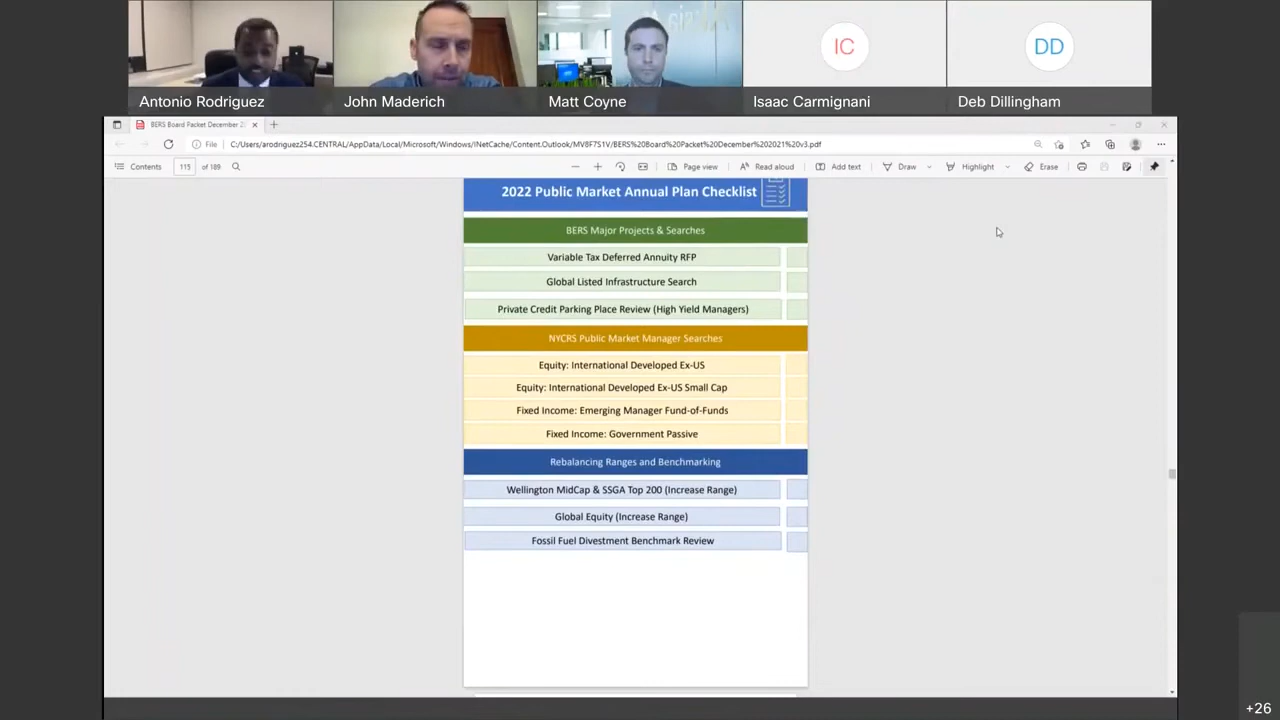 IC
DD
Antonio Rodriguez
John Maderich
Matt Coyne
Isaac Carmignani
Deb Dillingham
BERS Board Packet December 2
File
C:/Users/arodriguez254.CENTRAL/AppData/Local/Microsoft/Windows/INetCache/Content.Outlook/MV8F7S1V/BERS%20Board%20Packet%20December%202021%20v3.pdf
Contents
115
of 189
Page view
Read aloud
Add text
Draw
Highlight
Erase
2022 Public Market Annual Plan Checklist
BERS Major Projects & Searches
Variable Tax Deferred Annuity RFP
Global Listed Infrastructure Search
Private Credit Parking Place Review (High Yield Managers)
NYCRS Public Market Manager Searches
Equity: International Developed Ex-US
Equity: International Developed Ex-US Small Cap
Fixed Income: Emerging Manager Fund-of-Funds
Fixed Income: Government Passive
Rebalancing Ranges and Benchmarking
Wellington MidCap & SSGA Top 200 (Increase Range)
Global Equity (Increase Range)
Fossil Fuel Divestment Benchmark Review
+26